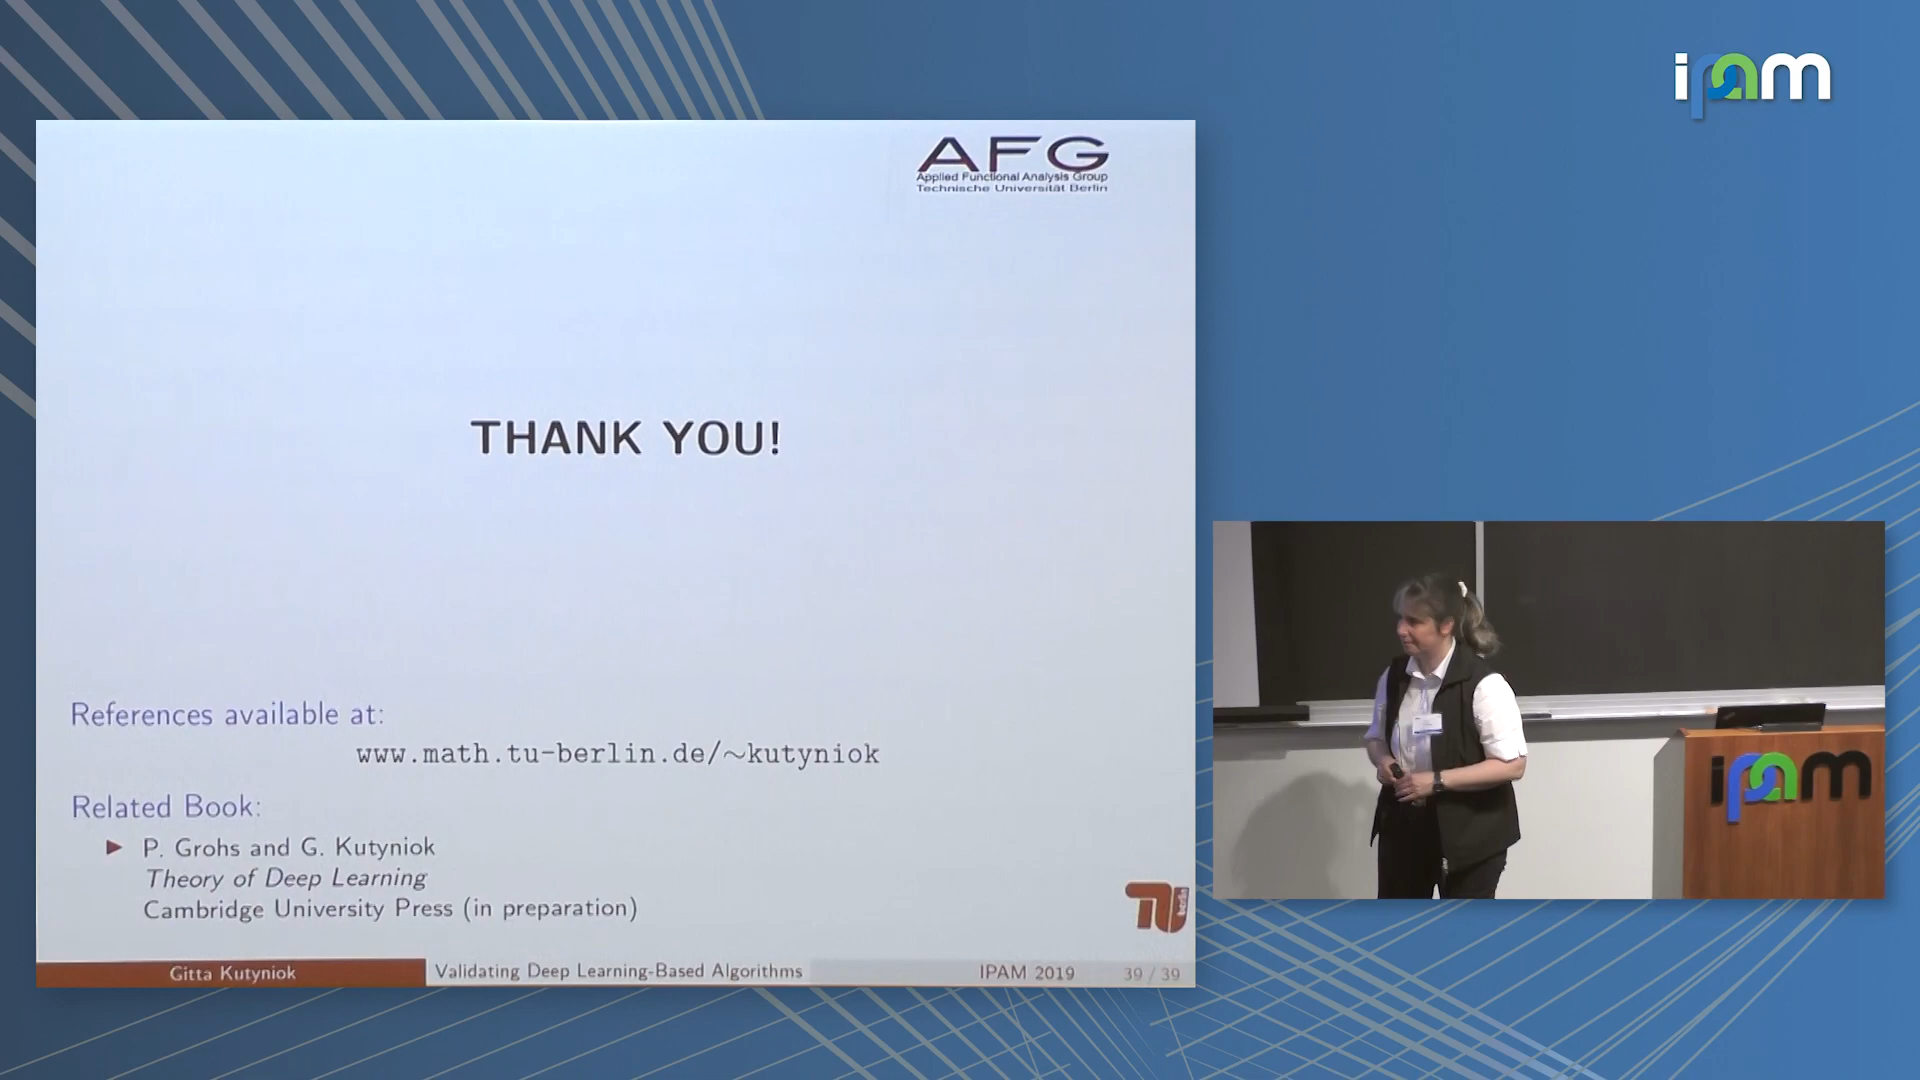 ipam
AFG
Applied Functional Analysis Group
Technische Universität Berlin
THANK YOU!
References available at:
www.math.tu-berlin.de/~kutyniok
Related Book:
P. Grohs and G. Kutyniok
Theory of Deep Learning
Cambridge University Press (in preparation)
TU berlin
Gitta Kutyniok Validating Deep Learning-Based Algorithms IPAM 2019 39 / 39
ipam